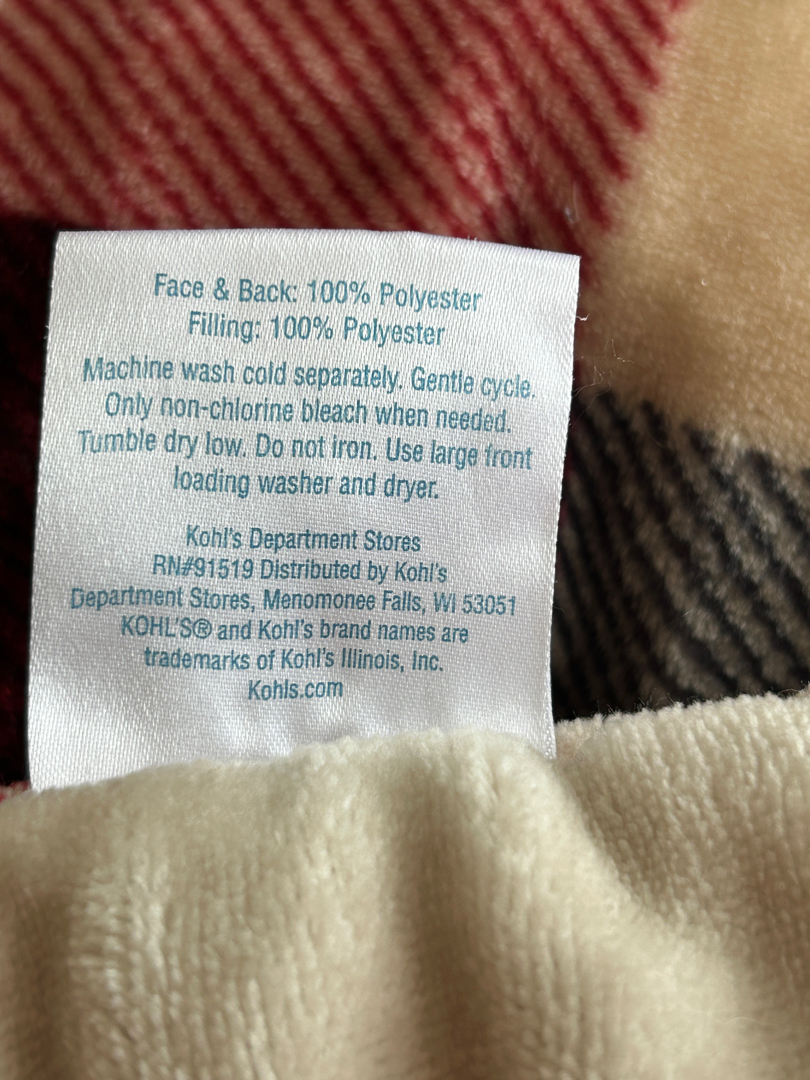 Face & Back: 100% Polyester
Filling: 100% Polyester
Machine wash cold separately. Gentle cycle.
Only non-chlorine bleach when needed.
Tumble dry low. Do not iron. Use large front
loading washer and dryer.
Kohl's Department Stores
RN#91519 Distributed by Kohl's
Department Stores, Menomonee Falls, WI 53051
KOHL'S® and Kohl's brand names are
trademarks of Kohl's Illinois, Inc.
Kohls.com